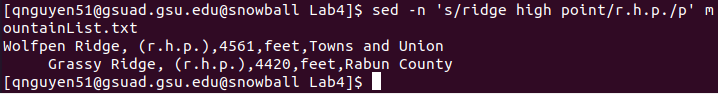 [qnguyen51@gsuad.gsu.edu@snowball Lab4]$ sed -n 's/ridge high point/r.h.p./p' m
ountainList.txt
Wolfpen Ridge, (r.h.p.),4561,feet,Towns and Union
     Grassy Ridge, (r.h.p.),4420,feet,Rabun County
[qnguyen51@gsuad.gsu.edu@snowball Lab4]$